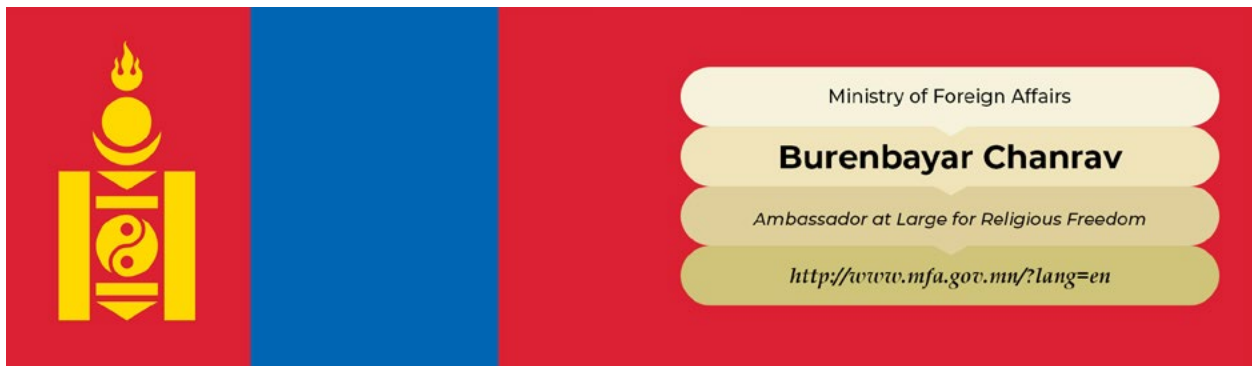 Ministry of Foreign Affairs
Burenbayar Chanrav
Ambassador at Large for Religious Freedom
http://www.mfa.gov.mn/?lang=en